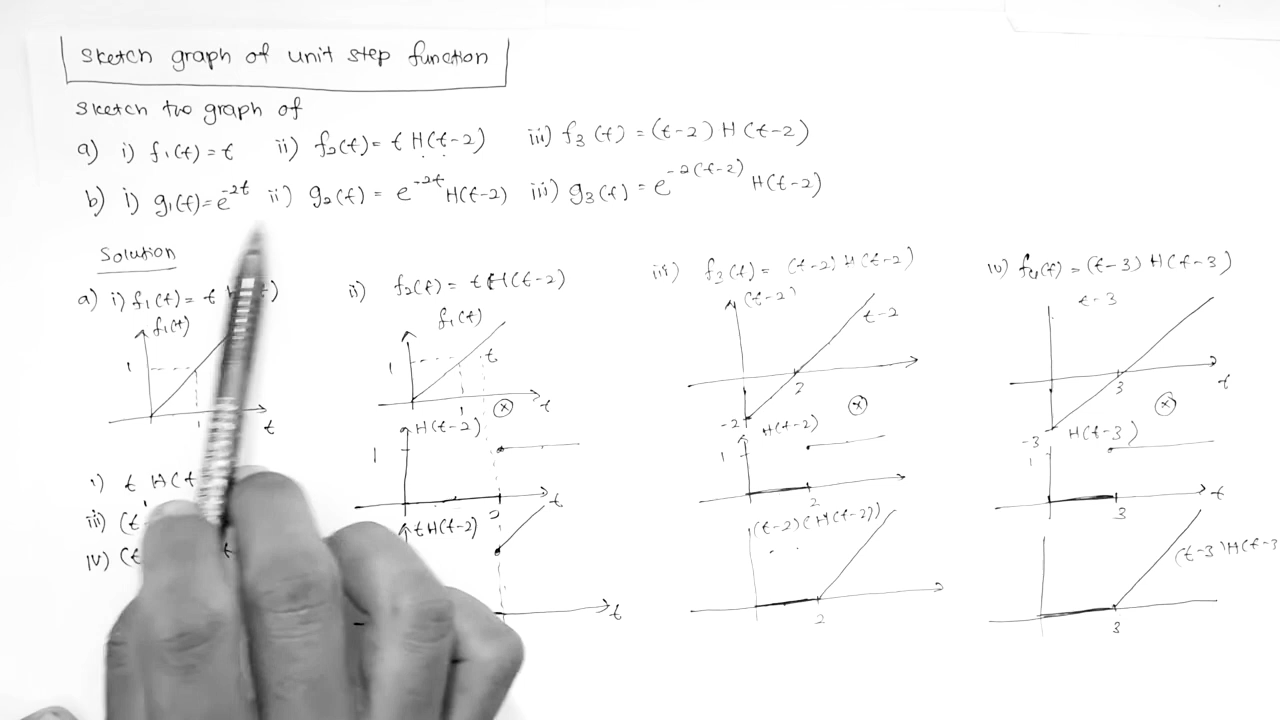 Sketch graph of unit step function
Sketch two graph of
a) i) f₁(t) = t ii) f₂(t) = t H(t-2) iii) f₃(t) = (t-2) H(t-2)
b) i) g₁(t) = e^-2t ii) g₂(t) = e^-2t H(t-2) iii) g₃(t) = e^-2(t-2) H(t-2)
Solution
a) i) f₁(t) = t
f₁(t)
1
1
t
i) t H(t
iii) (t
iv) (t
ii) f₂(t) = t H(t-2)
f₁(t)
t
1
1
t
H(t-2)
1
2
t
t H(t-2)
t
iii) f₃(t) = (t-2) H(t-2)
(t-2)
t-2
2
-2
H(t-2)
1
2
(t-2)(H(t-2))
2
iv) f₄(t) = (t-3) H(t-3)
t-3
3
t
-3
H(t-3)
1
3
t
(t-3)H(t-3
3